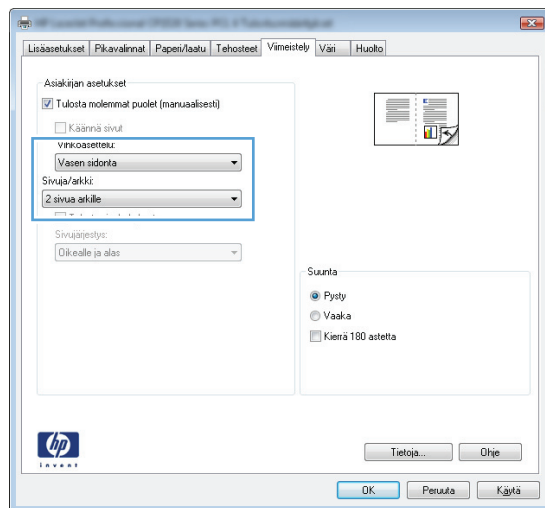 Lisäasetukset Pikavalinnat Paperi/laatu Tehosteet Viimeistely Väri Huolto
Asiakirjan asetukset
Tulosta molemmat puolet (manuaalisesti)
Käännä sivut
Vihkoasettelu:
Vasen sidonta
Sivuja/arkki:
2 sivua arkille
Sivujärjestys:
Oikealle ja alas
Suunta
Pysty
Vaaka
Kierrä 180 astetta
hp
invent
Tietoja... Ohje
OK Peruuta Käytä